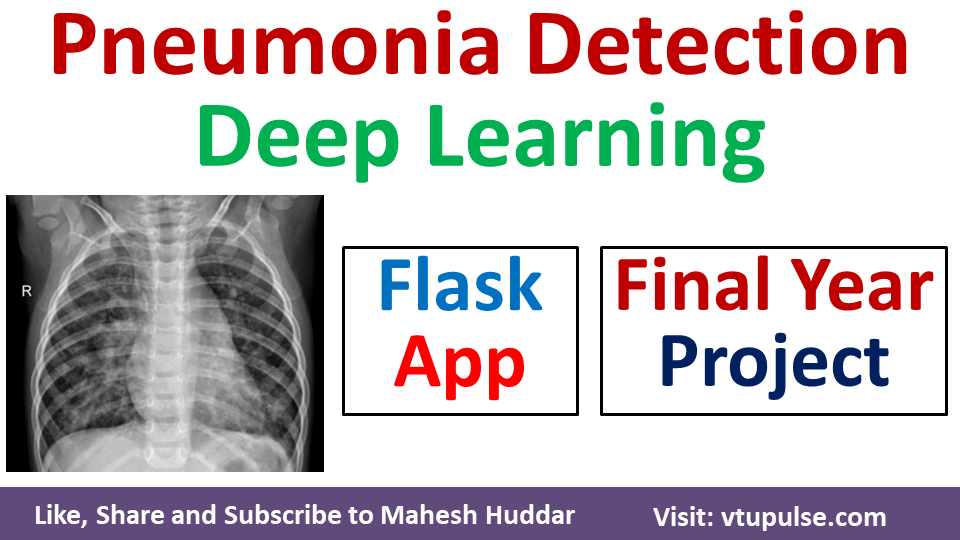 Pneumonia Detection
Deep Learning
R
Flask
App
Final Year
Project
Like, Share and Subscribe to Mahesh Huddar
Visit: vtupulse.com